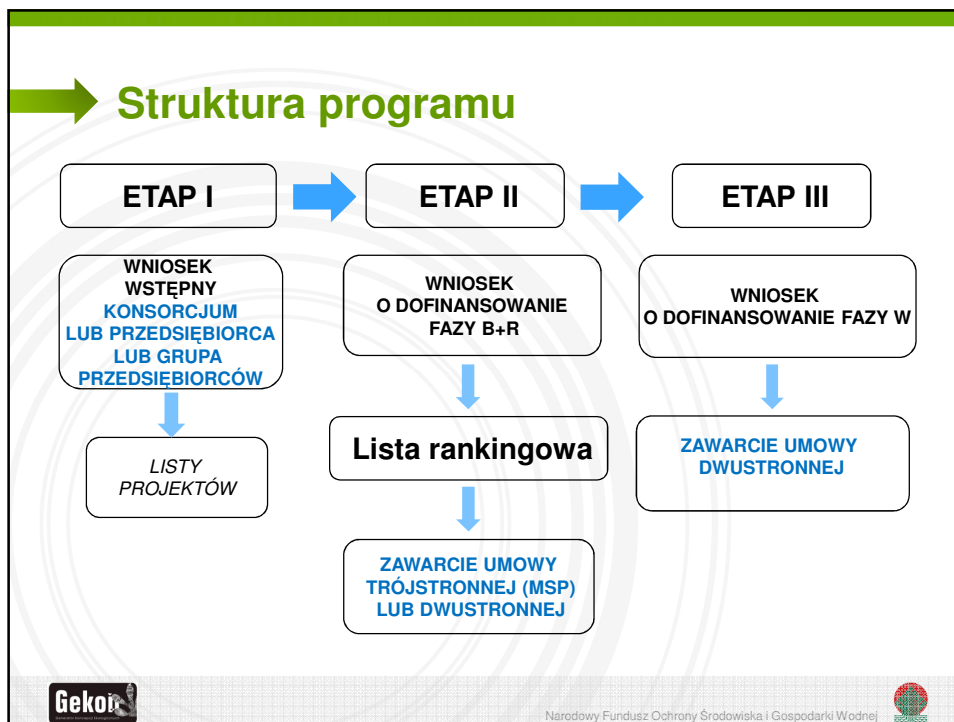 Struktura programu
ETAP I
ETAP II
ETAP III
WNIOSEK
WSTĘPNY
KONSORCJUM
LUB PRZEDSIĘBIORCA
LUB GRUPA
PRZEDSIĘBIORCÓW
LISTY
PROJEKTÓW
WNIOSEK
O DOFINANSOWANIE
FAZY B+R
Lista rankingowa
ZAWARCIE UMOWY
TRÓJSTRONNEJ (MSP)
LUB DWUSTRONNEJ
WNIOSEK
O DOFINANSOWANIE FAZY W
ZAWARCIE UMOWY
DWUSTRONNEJ
Gekon
Narodowy Fundusz Ochrony Środowiska i Gospodarki Wodnej